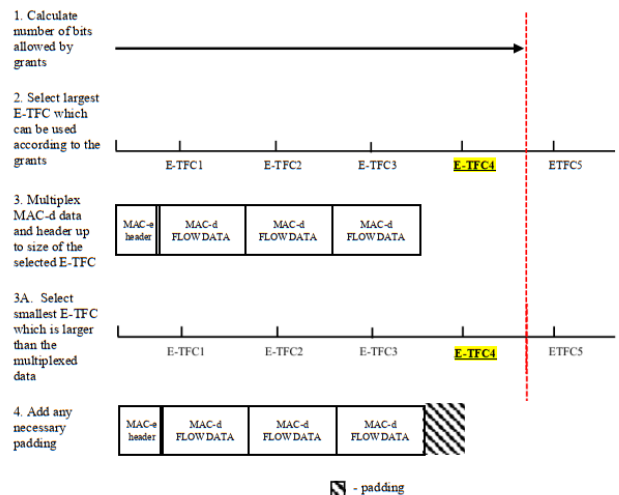 1. Calculate
number of bits
allowed by
grants
2. Select largest
E-TFC which
can be used
according to the
grants
E-TFC1 E-TFC2 E-TFC3 E-TFC4 ETFC5
3. Multiplex
MAC-d data
and header up
to size of the
selected E-TFC
MAC-e
header
MAC-d
FLOW DATA
MAC-d
FLOW DATA
MAC-d
FLOW DATA
3A. Select
smallest E-TFC
which is larger
than the
multiplexed
data
E-TFC1 E-TFC2 E-TFC3 E-TFC4 ETFC5
4. Add any
necessary
padding
MAC-e
header
MAC-d
FLOW DATA
MAC-d
FLOW DATA
MAC-d
FLOW DATA
- padding